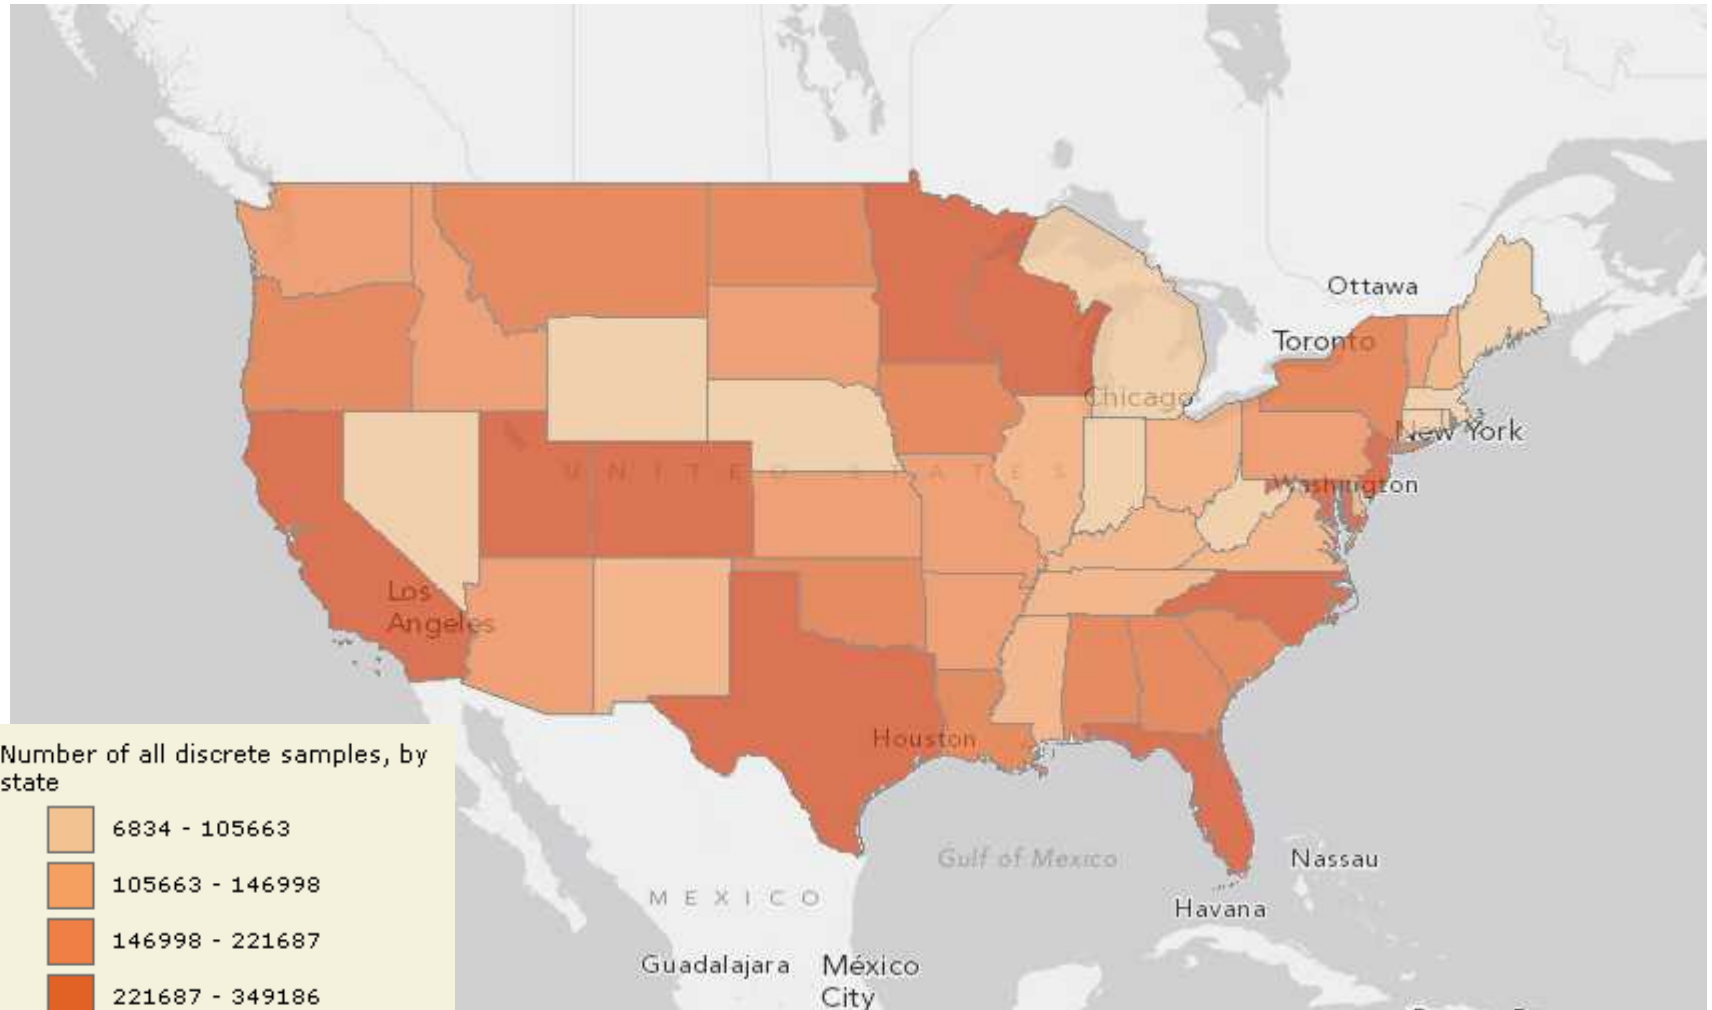 Ottawa
Toronto
Chicago
New York
UNITED STATES
Washington
Los
Angeles
Houston
Number of all discrete samples, by
state
6834 - 105663
105663 - 146998
146998 - 221687
221687 - 349186
Gulf of Mexico
Nassau
MEXICO
Havana
Guadalajara
México
City